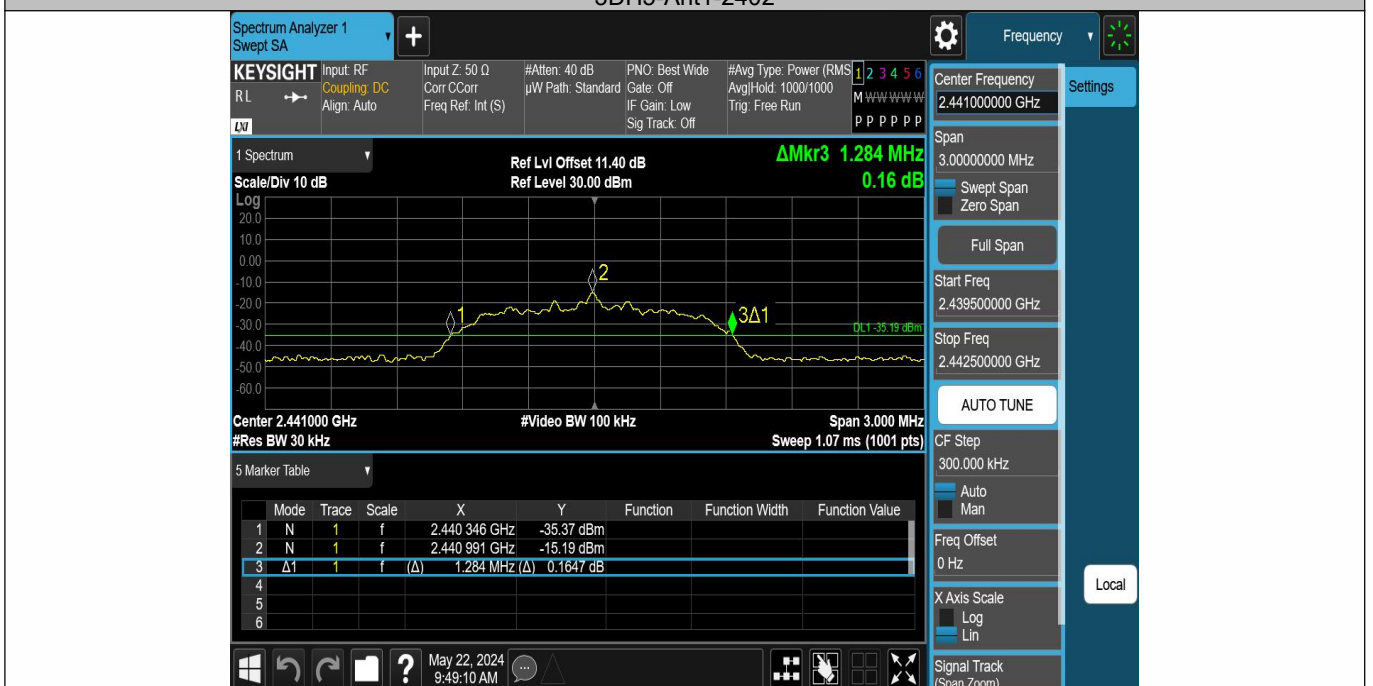 3DH5-Ant1-2402
Spectrum Analyzer 1
Swept SA
Frequency
KEYSIGHT
RL
LXI
Input: RF
Coupling: DC
Align: Auto
Input Z: 50 Ω
Corr CCorr
Freq Ref: Int (S)
#Atten: 40 dB
µW Path: Standard
PNO: Best Wide
Gate: Off
IF Gain: Low
Sig Track: Off
#Avg Type: Power (RMS
Avg|Hold: 1000/1000
Trig: Free Run
1 2 3 4 5 6
M W W W W W
P P P P P P
Center Frequency
2.441000000 GHz
Settings
1 Spectrum
Scale/Div 10 dB
Ref Lvl Offset 11.40 dB
Ref Level 30.00 dBm
ΔMkr3 1.284 MHz
0.16 dB
Log
20.0
10.0
0.00
-10.0
-20.0
-30.0
-40.0
-50.0
-60.0
1
2
3Δ1
DL1 -35.19 dBm
Center 2.441000 GHz
#Res BW 30 kHz
#Video BW 100 kHz
Span 3.000 MHz
Sweep 1.07 ms (1001 pts)
Span
3.00000000 MHz
Swept Span
Zero Span
Full Span
Start Freq
2.439500000 GHz
Stop Freq
2.442500000 GHz
AUTO TUNE
CF Step
300.000 kHz
Auto
Man
Freq Offset
0 Hz
X Axis Scale
Log
Lin
Signal Track
(Span Zoom)
Local
5 Marker Table
Mode Trace Scale X Y Function Function Width Function Value
1 N 1 f 2.440 346 GHz -35.37 dBm
2 N 1 f 2.440 991 GHz -15.19 dBm
3 Δ1 1 f (Δ) 1.284 MHz (Δ) 0.1647 dB
4
5
6
?
May 22, 2024
9:49:10 AM